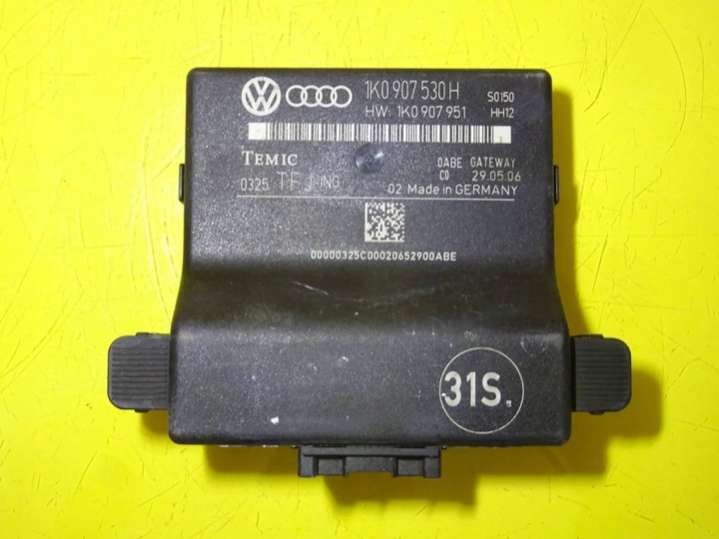 1K0 907 530 H S0150
HW: 1K0 907 951 HH12
TEMIC
DABE GATEWAY
0325 C0 29.05.06
02 Made in GERMANY
00000325C00020652900ABE
31S.